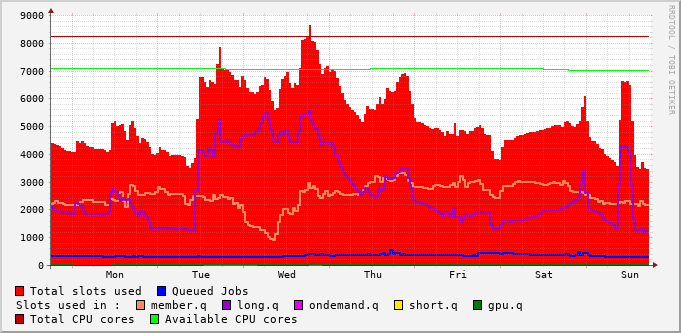 9000
8000
7000
6000
5000
4000
3000
2000
1000
0
Mon Tue Wed Thu Fri Sat Sun
RRDTOOL / TOBI OETIKER
Total slots used Queued Jobs
Slots used in : member.q long.q ondemand.q short.q gpu.q
Total CPU cores Available CPU cores